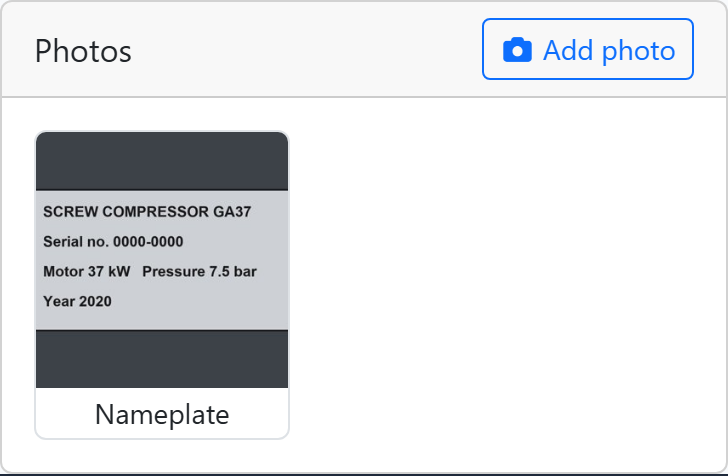 Photos
Add photo
SCREW COMPRESSOR GA37
Serial no. 0000-0000
Motor 37 kW Pressure 7.5 bar
Year 2020
Nameplate